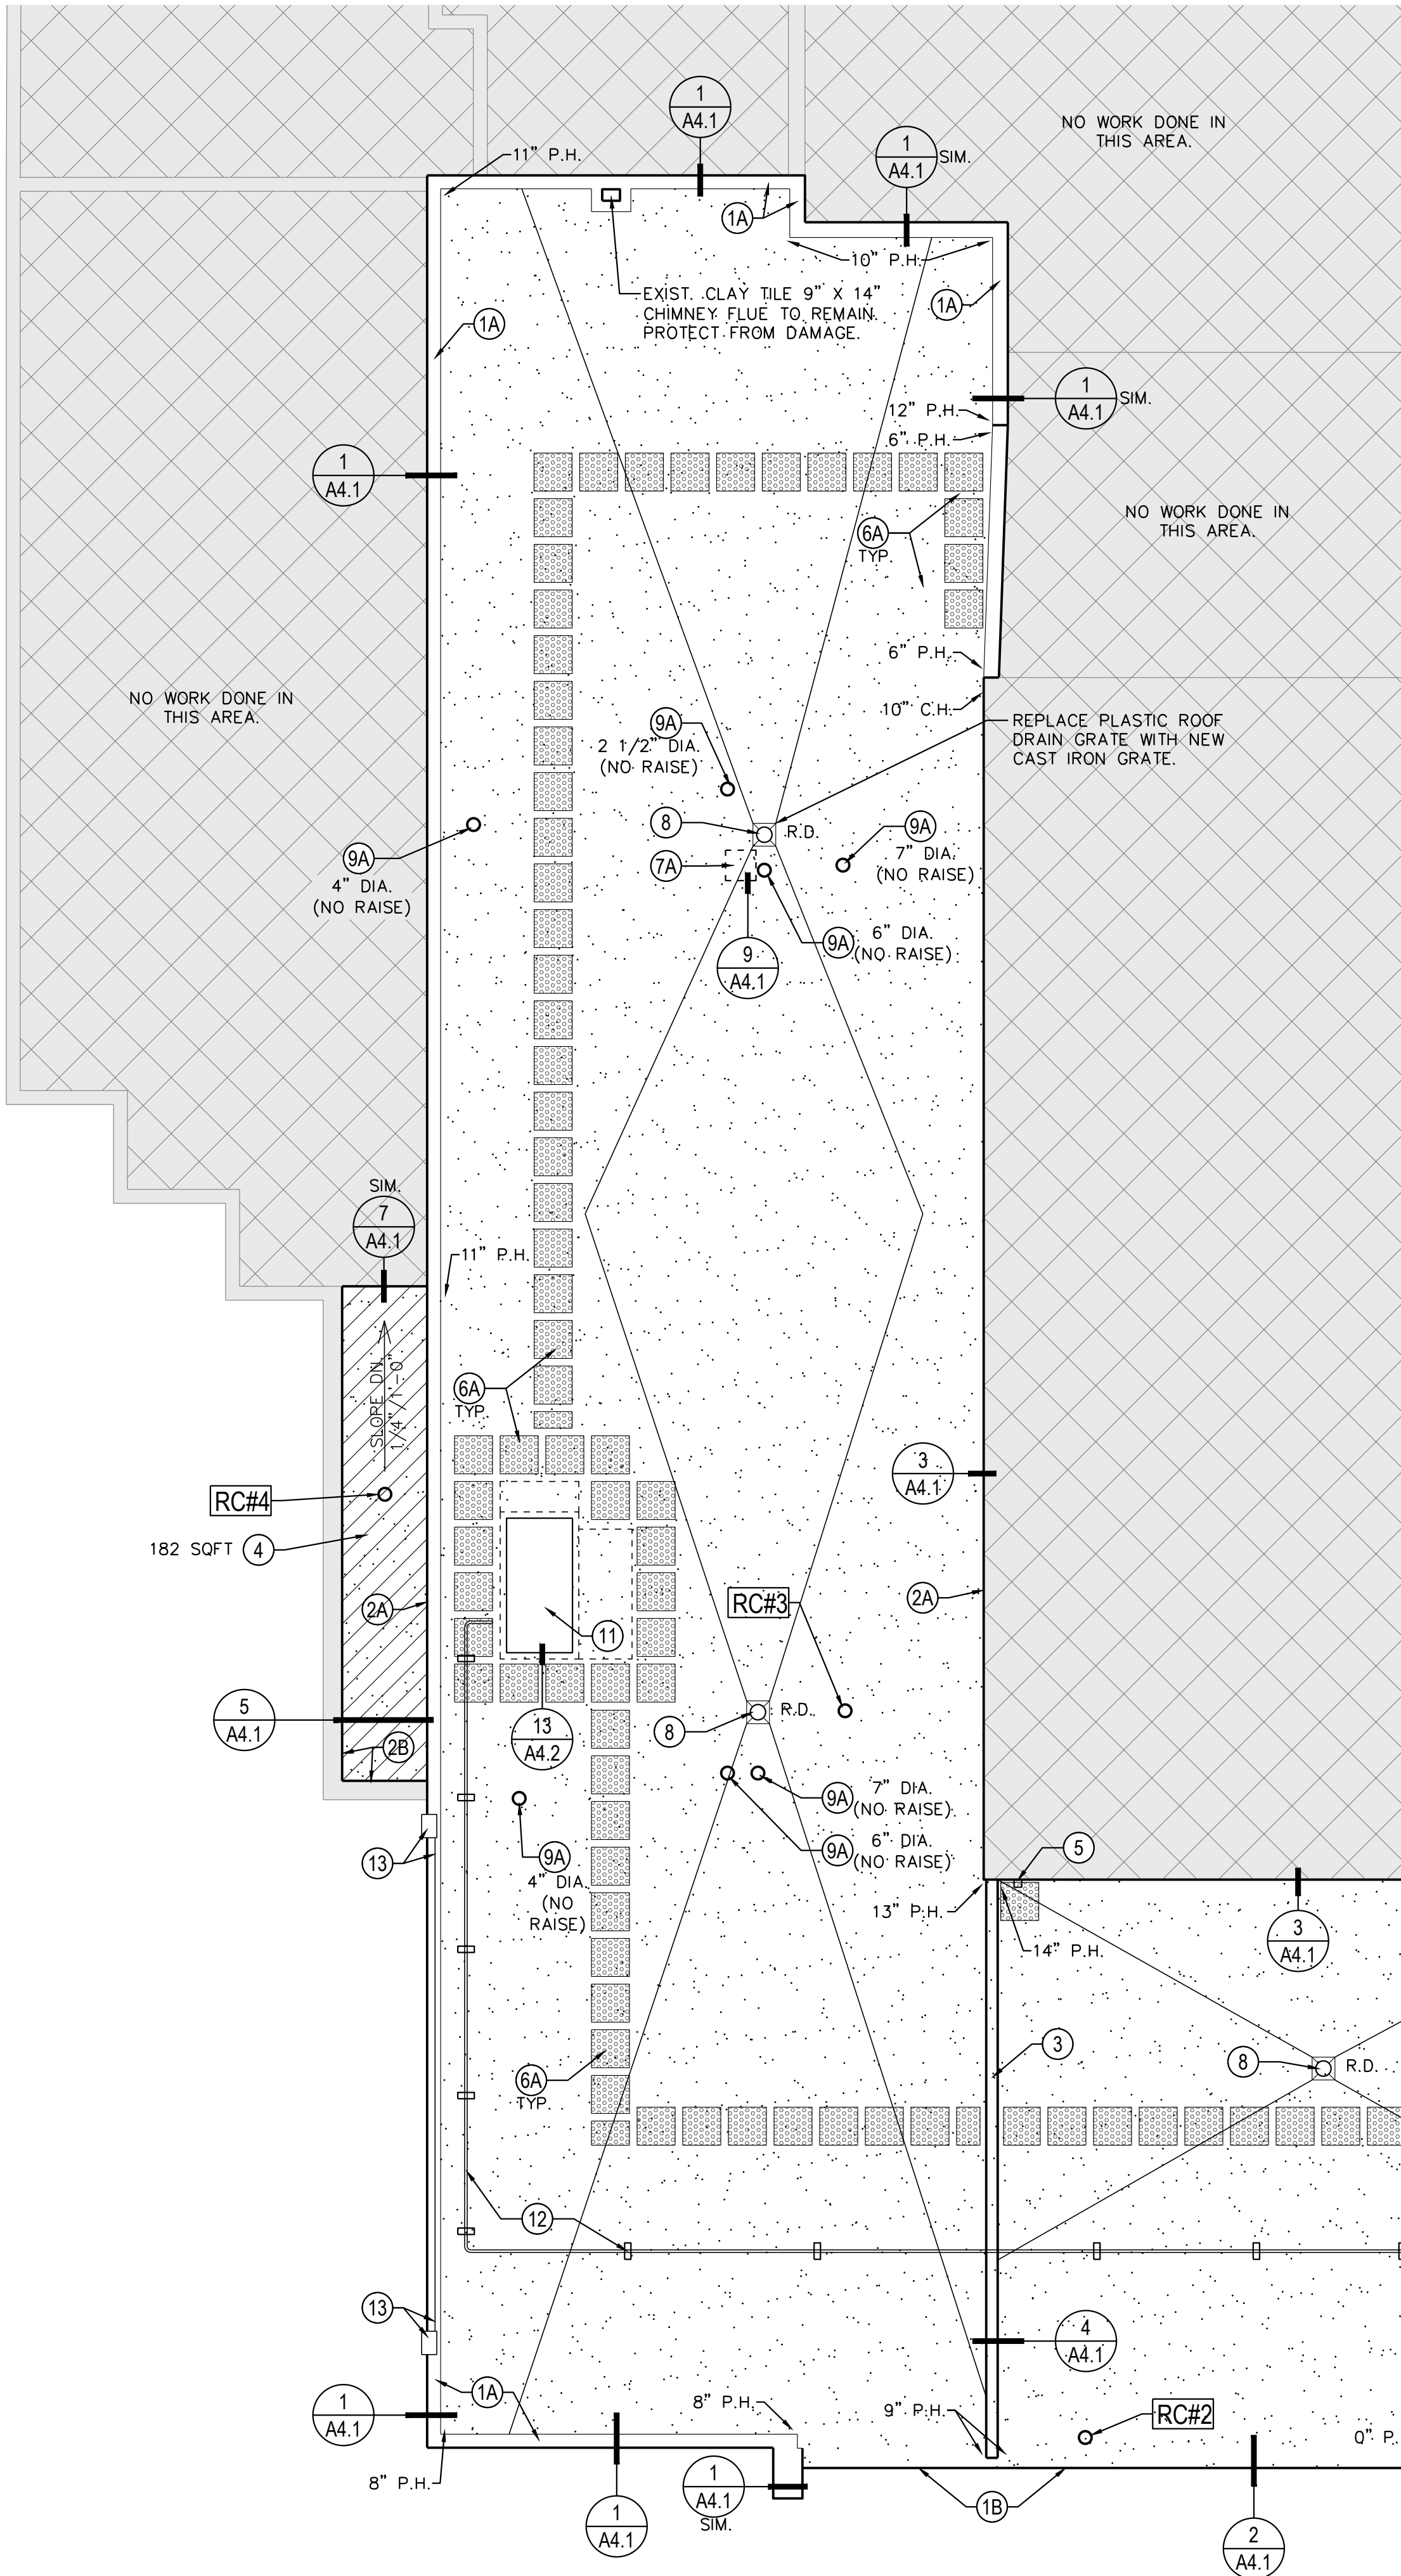 1
A4.1
NO WORK DONE IN
THIS AREA.
1
A4.1
SIM.
11" P.H.
1A
10" P.H.
EXIST. CLAY TILE 9" X 14"
CHIMNEY FLUE TO REMAIN.
PROTECT FROM DAMAGE.
1A
1A
1
A4.1
SIM.
12" P.H.
6" P.H.
1
A4.1
NO WORK DONE IN
THIS AREA.
6A
TYP.
6" P.H.
NO WORK DONE IN
THIS AREA.
10" C.H.
REPLACE PLASTIC ROOF
DRAIN GRATE WITH NEW
CAST IRON GRATE.
9A
2 1/2" DIA.
(NO RAISE)
8
R.D.
9A
7" DIA.
(NO RAISE)
9A
4" DIA.
(NO RAISE)
7A
9A
6" DIA.
(NO RAISE)
9
A4.1
SIM.
7
A4.1
11" P.H.
SLOPE DN.
1/4"/1'-0"
6A
TYP.
3
A4.1
RC#4
182 SQFT
4
2A
RC#3
2A
11
5
A4.1
2B
13
A4.2
8
R.D.
9A
7" DIA.
(NO RAISE)
9A
6" DIA.
(NO RAISE)
9A
4" DIA.
(NO
RAISE)
13
5
13" P.H.
14" P.H.
3
A4.1
3
8
R.D.
6A
TYP.
12
13
4
A4.1
1A
1
A4.1
8" P.H.
9" P.H.
RC#2
0" P.
8" P.H.
1
A4.1
SIM.
1
A4.1
1B
2
A4.1